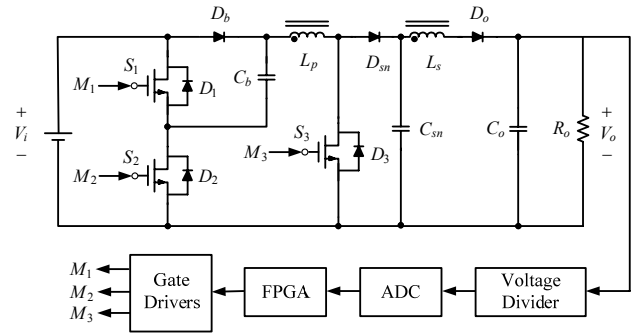 D_b
D_o
S_1
M_1
D_1
C_b
L_p
D_sn
L_s
+
V_i
−
S_2
M_2
D_2
S_3
M_3
D_3
C_sn
C_o
R_o
+
V_o
−
M_1
M_2
M_3
Gate
Drivers
FPGA
ADC
Voltage
Divider